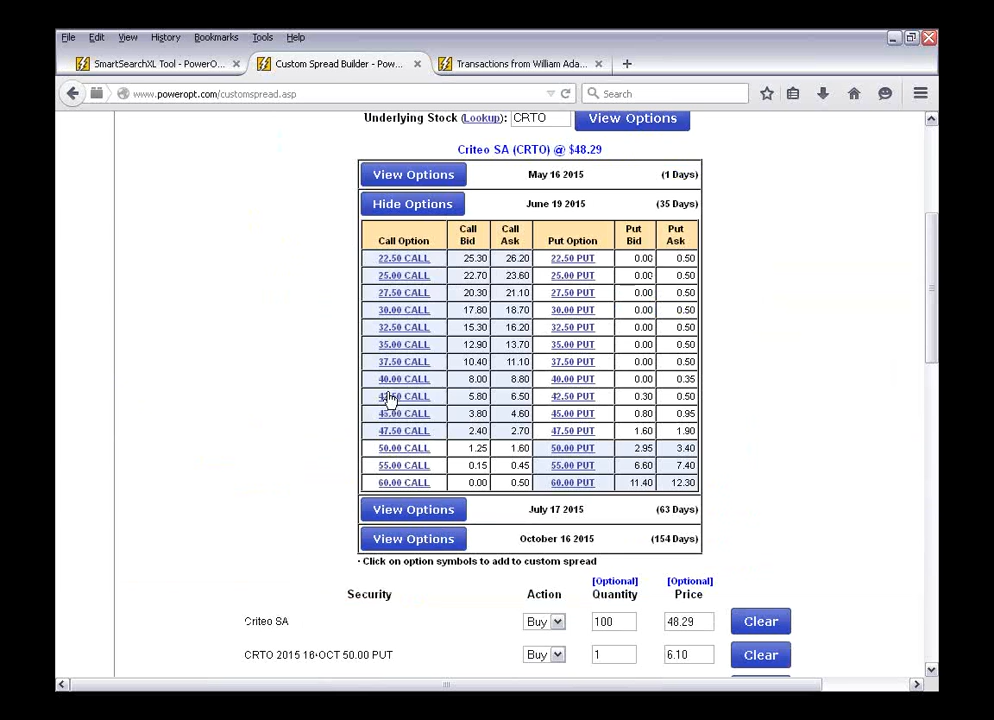 File Edit View History Bookmarks Tools Help
SmartSearchXL Tool - PowerO... × Custom Spread Builder - Pow... × Transactions from William Ada... × +
www.poweropt.com/customspread.asp Search
Underlying Stock (Lookup): CRTO View Options
Criteo SA (CRTO) @ $48.29
View Options May 16 2015 (1 Days)
Hide Options June 19 2015 (35 Days)
Call Option Call Bid Call Ask Put Option Put Bid Put Ask
22.50 CALL 25.30 26.20 22.50 PUT 0.00 0.50
25.00 CALL 22.70 23.60 25.00 PUT 0.00 0.50
27.50 CALL 20.30 21.10 27.50 PUT 0.00 0.50
30.00 CALL 17.80 18.70 30.00 PUT 0.00 0.50
32.50 CALL 15.30 16.20 32.50 PUT 0.00 0.50
35.00 CALL 12.90 13.70 35.00 PUT 0.00 0.50
37.50 CALL 10.40 11.10 37.50 PUT 0.00 0.50
40.00 CALL 8.00 8.80 40.00 PUT 0.00 0.35
42.50 CALL 5.80 6.50 42.50 PUT 0.30 0.50
45.00 CALL 3.80 4.60 45.00 PUT 0.80 0.95
47.50 CALL 2.40 2.70 47.50 PUT 1.60 1.90
50.00 CALL 1.25 1.60 50.00 PUT 2.95 3.40
55.00 CALL 0.15 0.45 55.00 PUT 6.60 7.40
60.00 CALL 0.00 0.50 60.00 PUT 11.40 12.30
View Options July 17 2015 (63 Days)
View Options October 16 2015 (154 Days)
· Click on option symbols to add to custom spread
[Optional] [Optional]
Security Action Quantity Price
Criteo SA Buy 100 48.29 Clear
CRTO 2015 16-OCT 50.00 PUT Buy 1 6.10 Clear